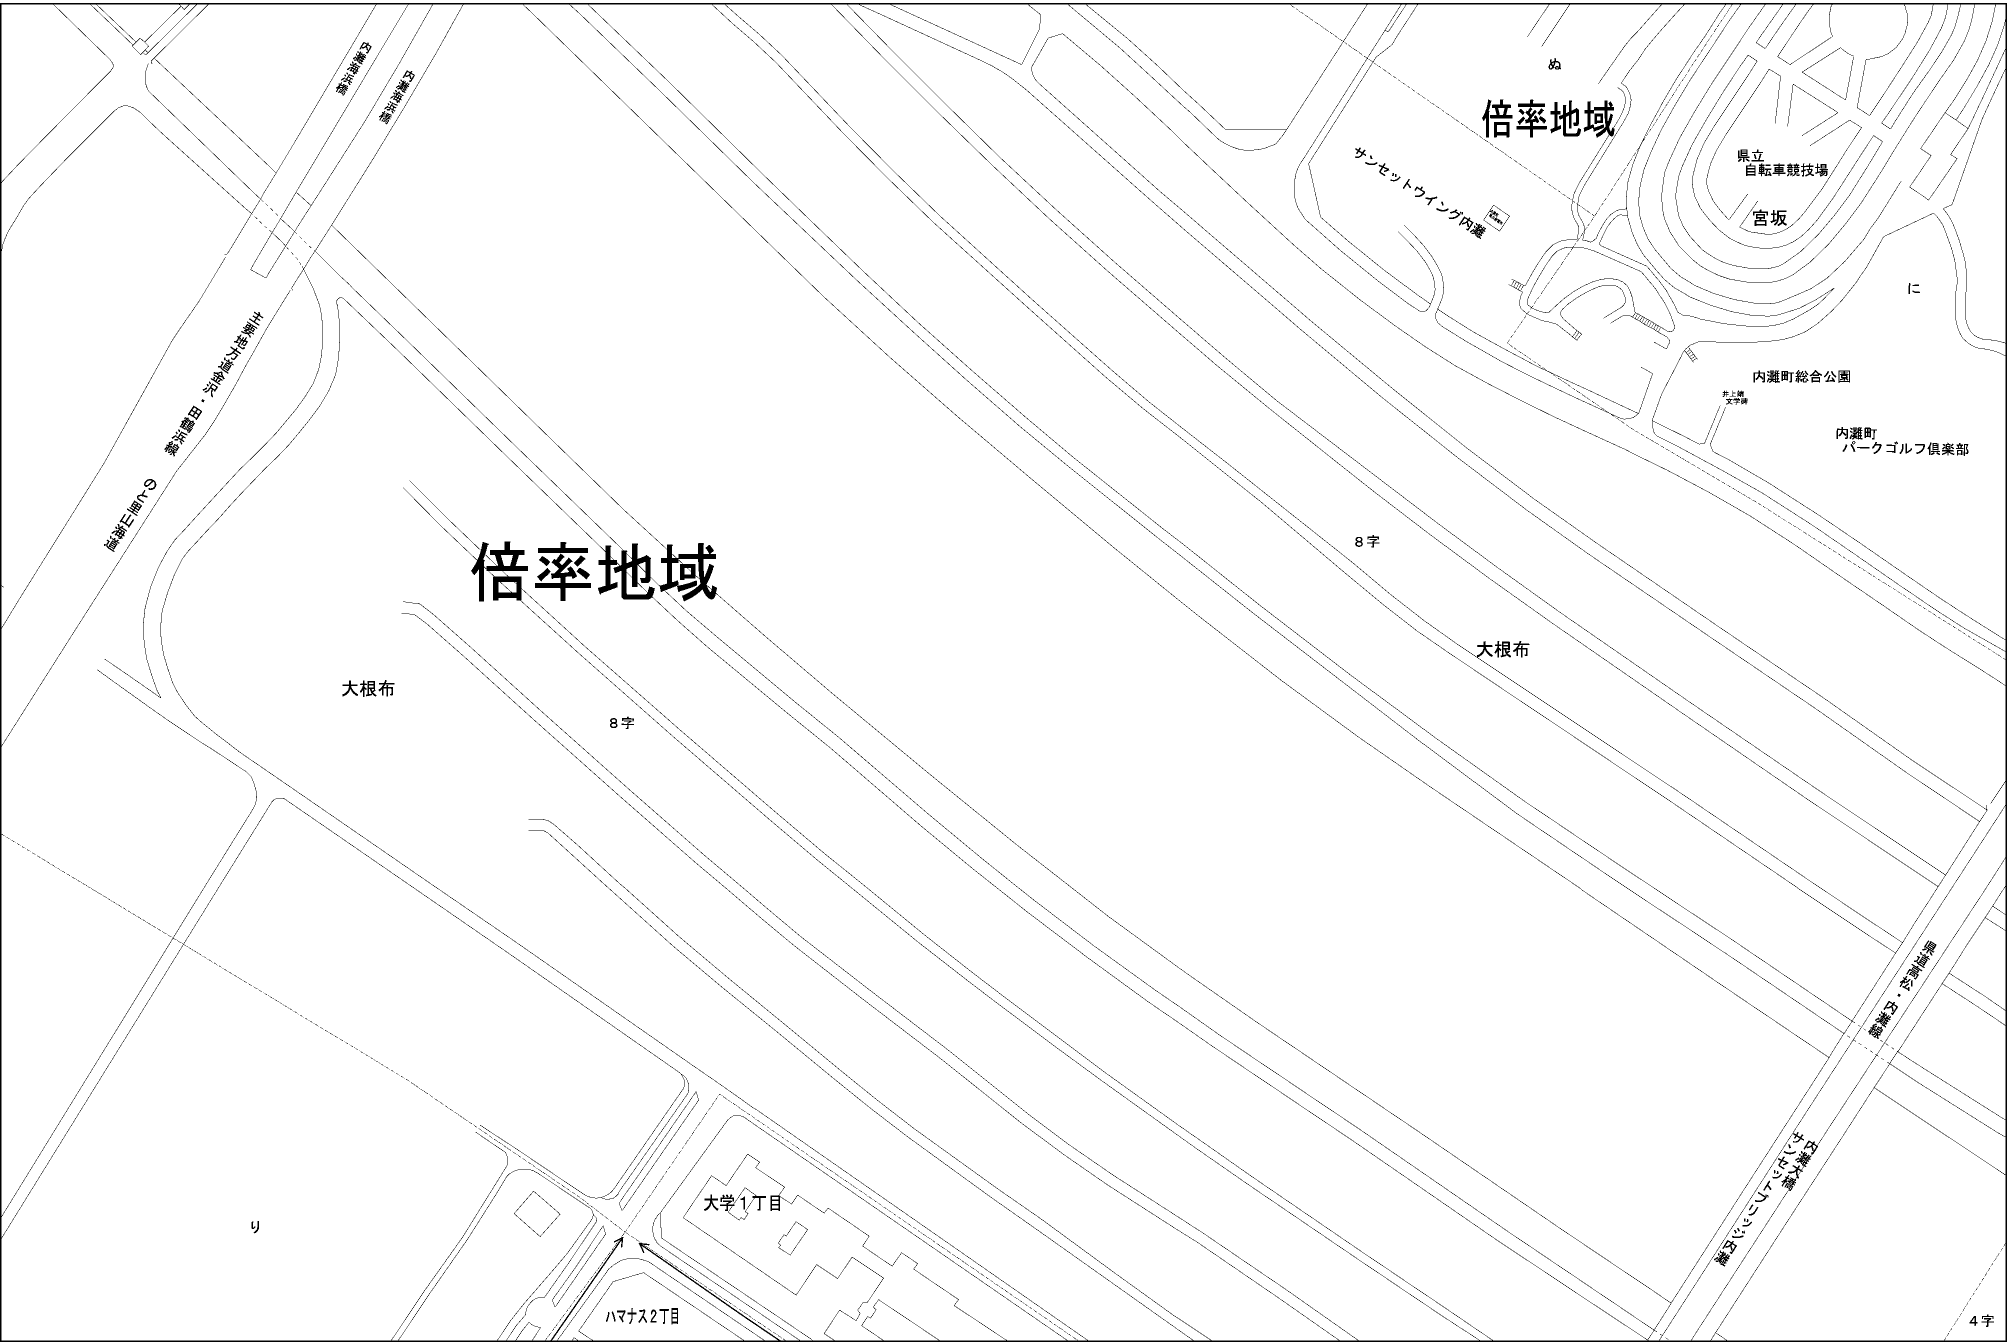 内灘海浜橋
内灘海浜橋
ぬ
倍率地域
県立
自転車競技場
サンセットウイング内灘
宮坂
に
主要地方道金沢・田鶴浜線
内灘町総合公園
井上靖
文学碑
内灘町
パークゴルフ倶楽部
のと里山海道
8字
倍率地域
大根布
大根布
8字
県道高松・内灘線
内灘大橋
サンセットブリッジ内灘
大学1丁目
り
ハマナス2丁目
4字